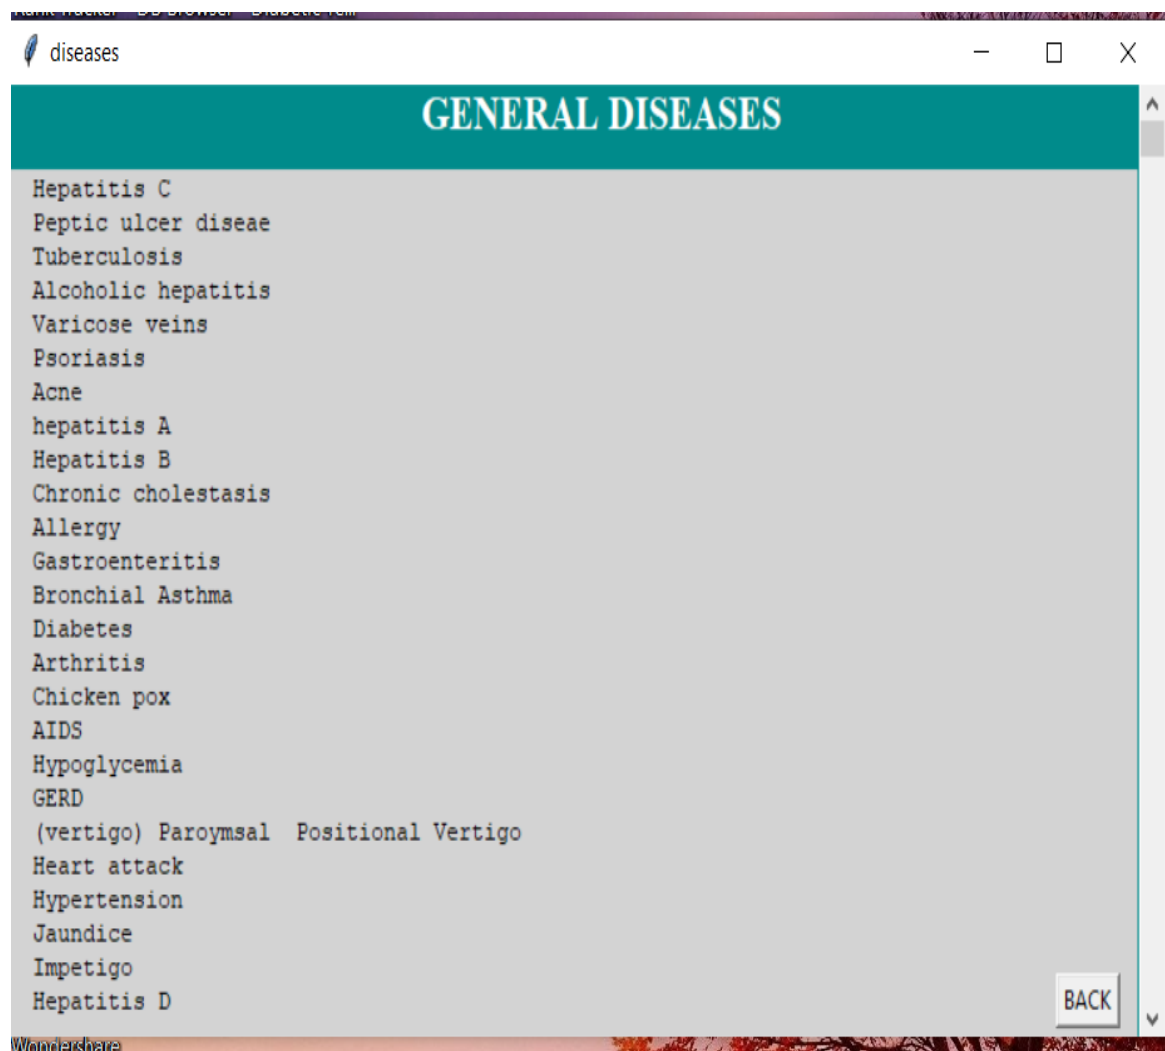 diseases
GENERAL DISEASES
Hepatitis C
Peptic ulcer diseae
Tuberculosis
Alcoholic hepatitis
Varicose veins
Psoriasis
Acne
hepatitis A
Hepatitis B
Chronic cholestasis
Allergy
Gastroenteritis
Bronchial Asthma
Diabetes
Arthritis
Chicken pox
AIDS
Hypoglycemia
GERD
(vertigo) Paroymsal  Positional Vertigo
Heart attack
Hypertension
Jaundice
Impetigo
Hepatitis D
BACK
Wondershare